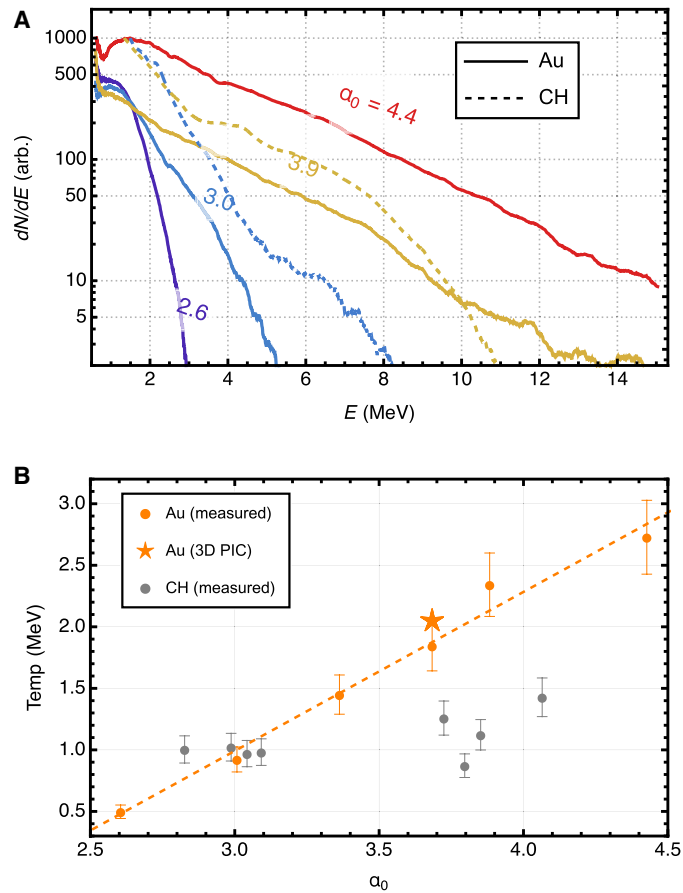 A
1000
500
100
50
10
5
dN/dE (arb.)
Au
CH
α0 = 4.4
3.9
3.0
2.6
2 4 6 8 10 12 14
E (MeV)
B
3.0
2.5
2.0
1.5
1.0
0.5
Temp (MeV)
Au (measured)
Au (3D PIC)
CH (measured)
2.5 3.0 3.5 4.0 4.5
α0